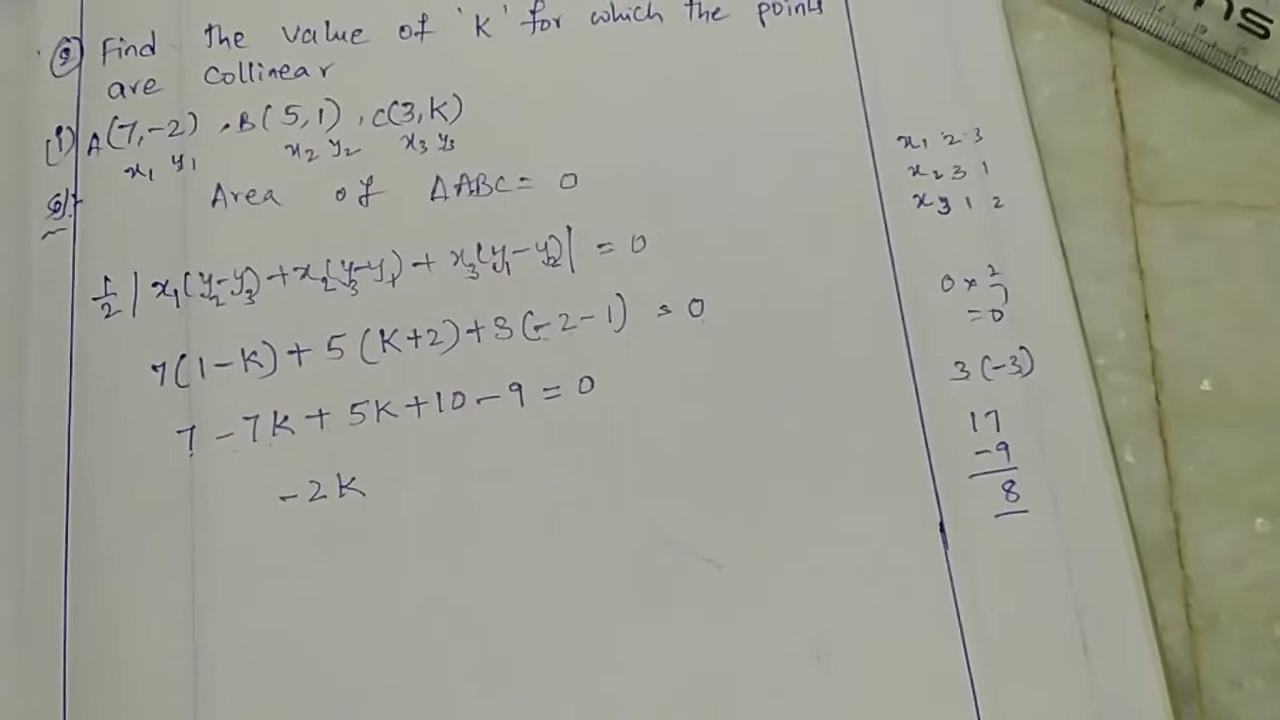 ② Find the value of 'K' for which the points
are Collinear
(i) A(7,-2), B(5,1), C(3,K)
x₁ y₁ x₂ y₂ x₃ y₃
Area of ΔABC = 0
1/2 | x₁(y₂-y₃)+x₂(y₃-y₁)+x₃(y₁-y₂)| = 0
7(1-K)+5(K+2)+3(-2-1) = 0
7-7K+5K+10-9=0
-2K
x₁ 2 3
x₂ 3 1
x₃ 1 2
0 × 2
=0
3(-3)
17
-9
8